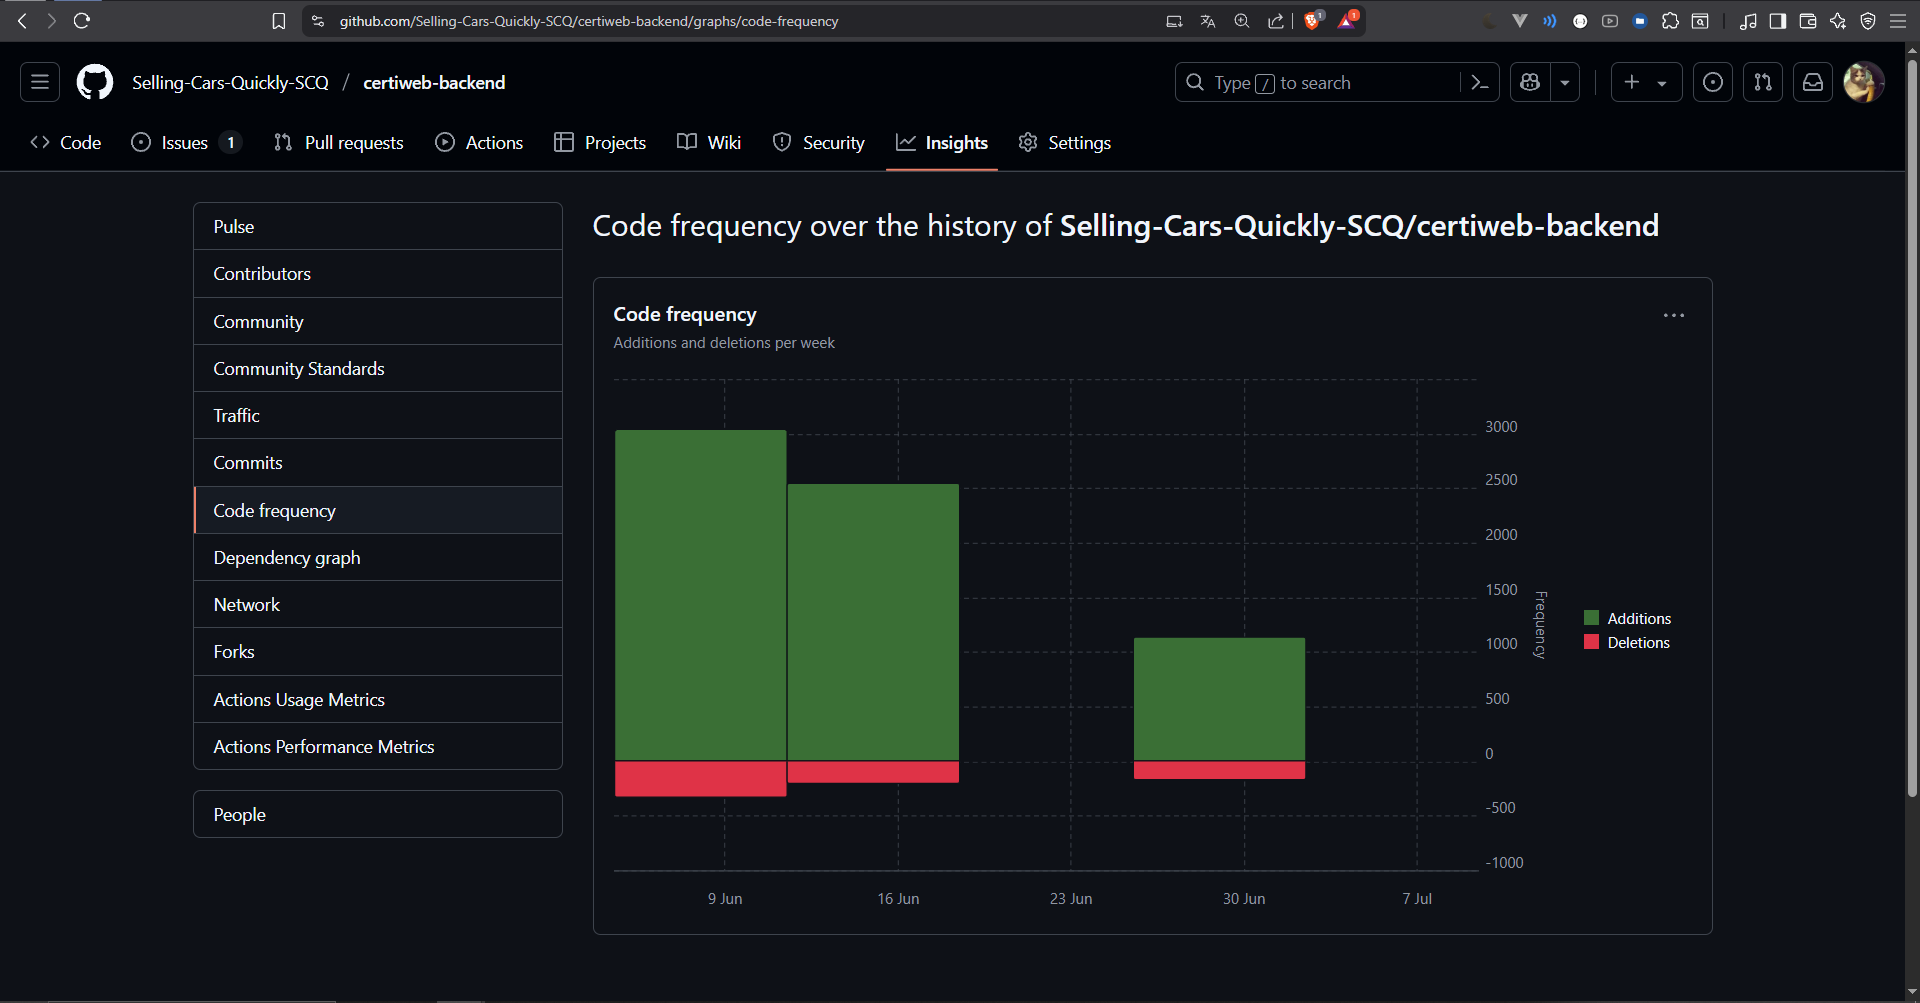 github.com/Selling-Cars-Quickly-SCQ/certiweb-backend/graphs/code-frequency
1
1
Selling-Cars-Quickly-SCQ / certiweb-backend
Type / to search
Code
Issues 1
Pull requests
Actions
Projects
Wiki
Security
Insights
Settings
Pulse
Contributors
Community
Community Standards
Traffic
Commits
Code frequency
Dependency graph
Network
Forks
Actions Usage Metrics
Actions Performance Metrics
People
Code frequency over the history of Selling-Cars-Quickly-SCQ/certiweb-backend
Code frequency
Additions and deletions per week
3000
2500
2000
1500
1000
500
0
-500
-1000
Frequency
Additions
Deletions
9 Jun
16 Jun
23 Jun
30 Jun
7 Jul